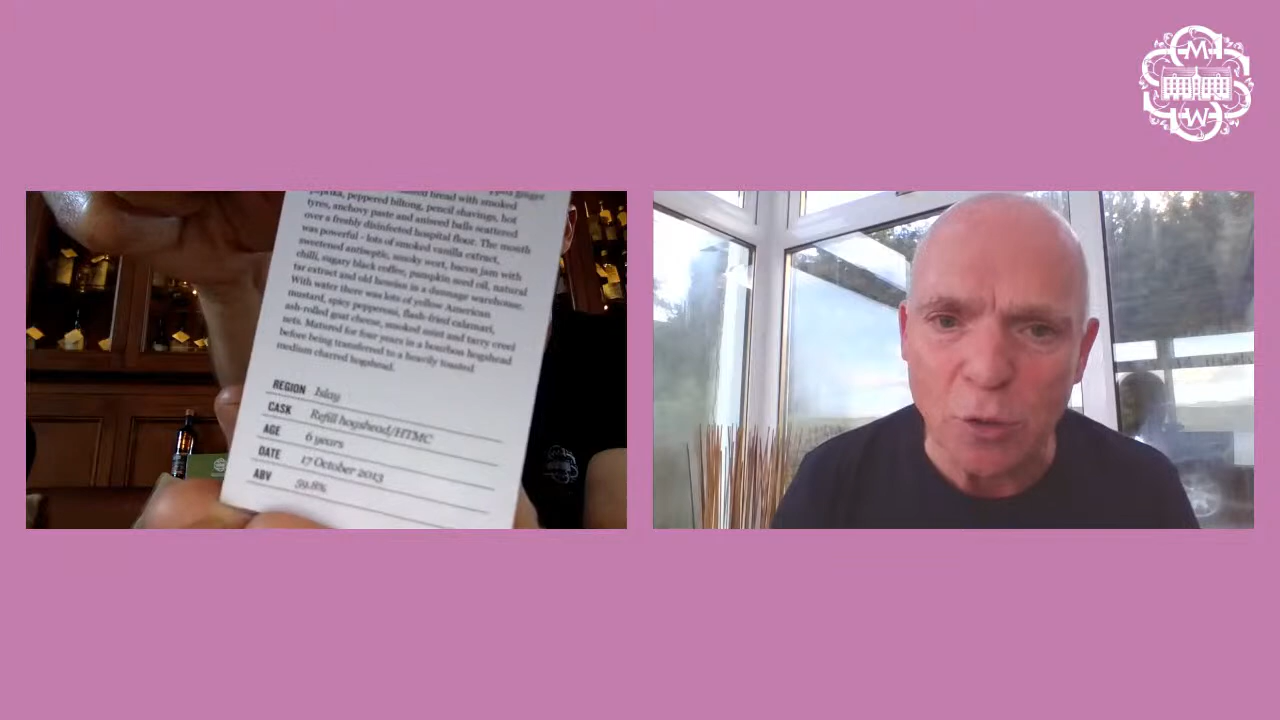 M
W
bread with smoked
paprika, peppered biltong, pencil shavings, hot
tyres, anchovy paste and aniseed balls scattered
over a freshly disinfected hospital floor. The mouth
was powerful - lots of smoked vanilla extract,
sweetened antiseptic, smoky wort, bacon jam with
chilli, sugary black coffee, pumpkin seed oil, natural
tar extract and old hessian in a dunnage warehouse.
With water there was lots of yellow American
mustard, spicy pepperoni, flash-fried calamari,
ash-rolled goat cheese, smoked mint and tarry creel
nets. Matured for four years in a bourbon hogshead
before being transferred to a heavily toasted
medium charred hogshead.
REGION Islay
CASK Refill hogshead/HTMC
AGE 6 years
DATE 17 October 2013
ABV 59.8%